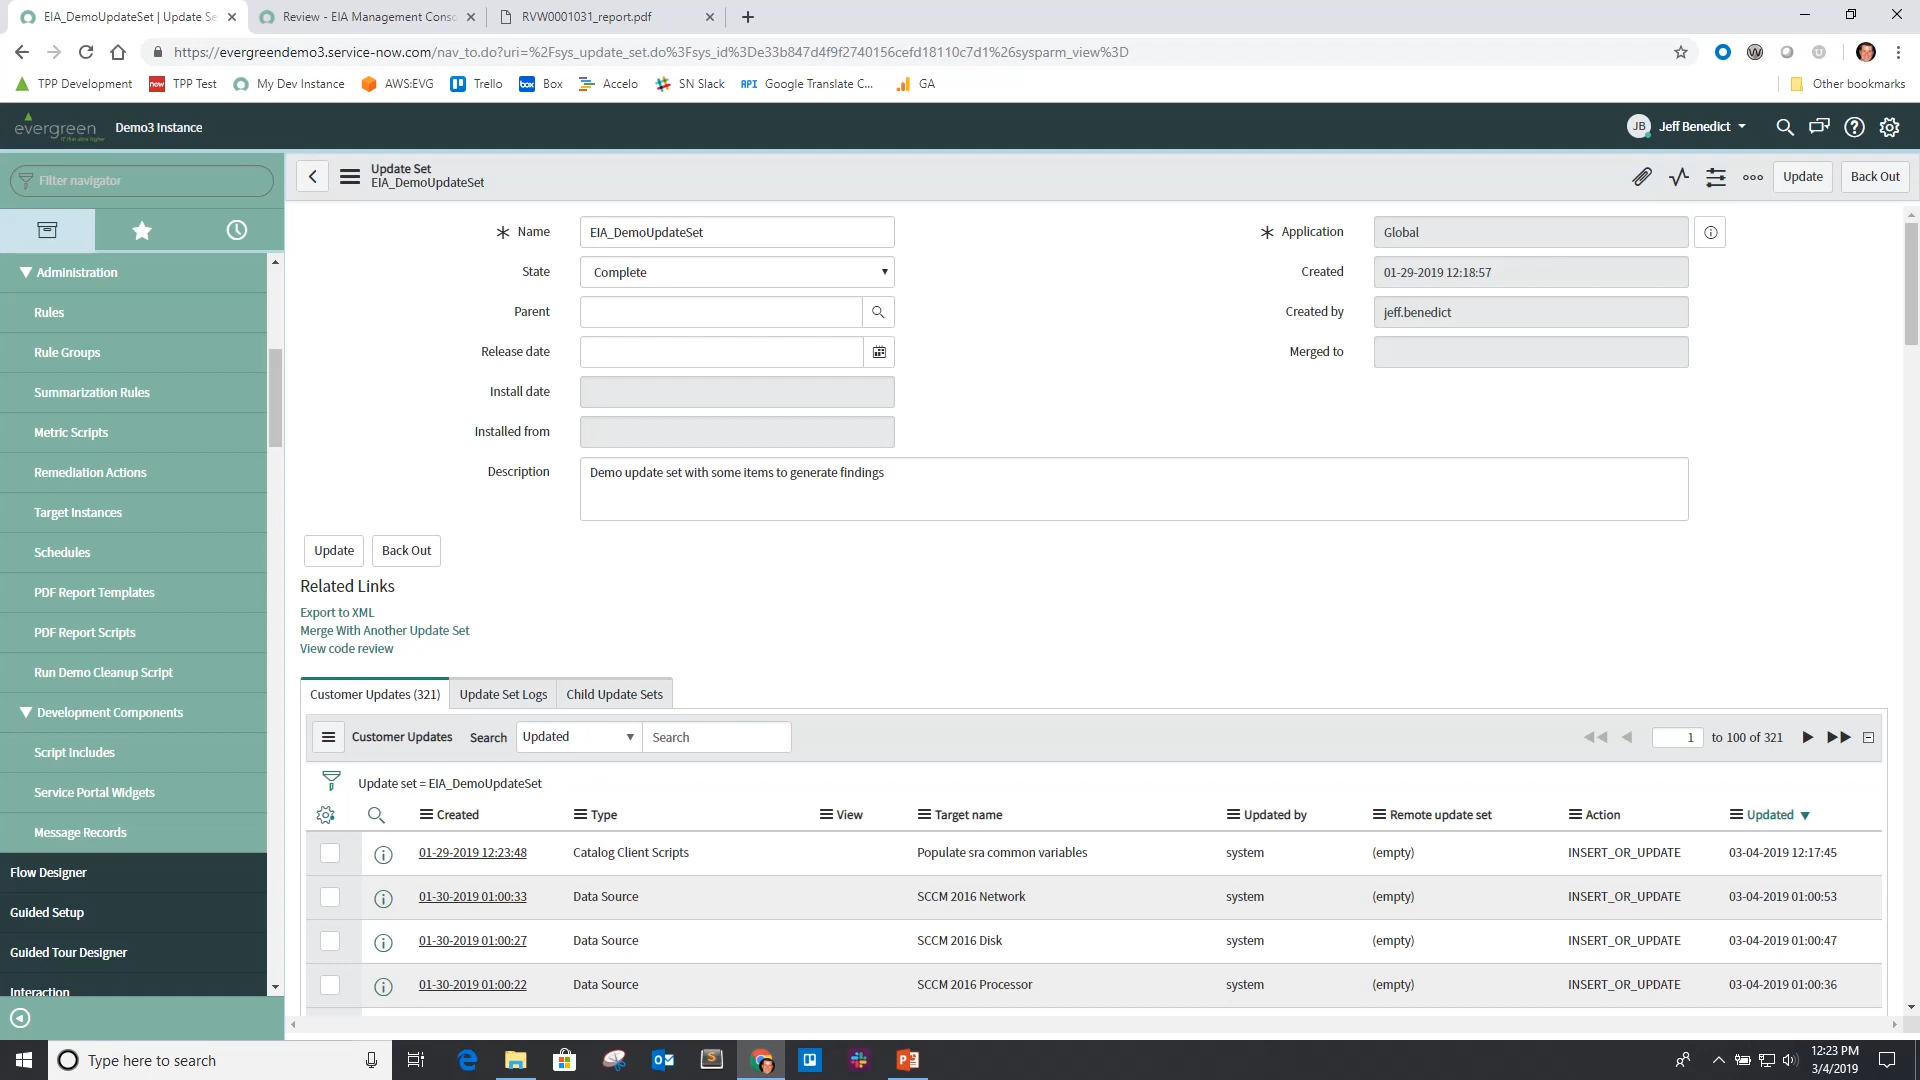 EIA_DemoUpdateSet | Update Se
Review - EIA Management Conso
RVW0001031_report.pdf
https://evergreendemo3.service-now.com/nav_to.do?uri=%2Fsys_update_set.do%3Fsys_id%3De33b847d4f9f2740156cefd18110c7d1%26sysparm_view%3D
TPP Development
now TPP Test
My Dev Instance
AWS:EVG
Trello
box Box
Accelo
SN Slack
API Google Translate C...
GA
Other bookmarks
evergreen
Demo3 Instance
JB Jeff Benedict
Filter navigator
Administration
Rules
Rule Groups
Summarization Rules
Metric Scripts
Remediation Actions
Target Instances
Schedules
PDF Report Templates
PDF Report Scripts
Run Demo Cleanup Script
Development Components
Script Includes
Service Portal Widgets
Message Records
Flow Designer
Guided Setup
Guided Tour Designer
Interaction
Update Set
EIA_DemoUpdateSet
Update Back Out
Name EIA_DemoUpdateSet
State Complete
Parent
Release date
Install date
Installed from
Description Demo update set with some items to generate findings
Application Global
Created 01-29-2019 12:18:57
Created by jeff.benedict
Merged to
Update Back Out
Related Links
Export to XML
Merge With Another Update Set
View code review
Customer Updates (321) Update Set Logs Child Update Sets
Customer Updates Search Updated Search 1 to 100 of 321
Update set = EIA_DemoUpdateSet
Created Type View Target name Updated by Remote update set Action Updated
01-29-2019 12:23:48 Catalog Client Scripts Populate sra common variables system (empty) INSERT_OR_UPDATE 03-04-2019 12:17:45
01-30-2019 01:00:33 Data Source SCCM 2016 Network system (empty) INSERT_OR_UPDATE 03-04-2019 01:00:53
01-30-2019 01:00:27 Data Source SCCM 2016 Disk system (empty) INSERT_OR_UPDATE 03-04-2019 01:00:47
01-30-2019 01:00:22 Data Source SCCM 2016 Processor system (empty) INSERT_OR_UPDATE 03-04-2019 01:00:36
Type here to search
12:23 PM
3/4/2019